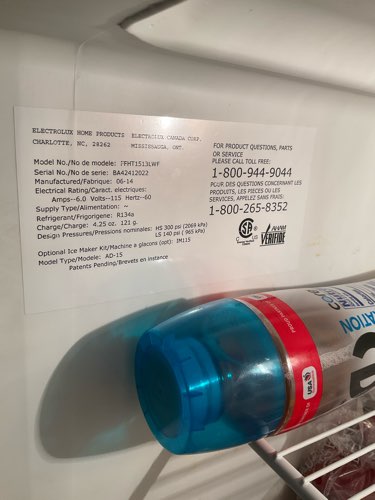 ELECTROLUX HOME PRODUCTS ELECTROLUX CANADA CORP.
CHARLOTTE, NC, 28262 MISSISSAUGA, ONT.
Model No./No de modele: 7FHT1513LWF
Serial No./No de serie: BA42412022
Manufactured/Fabrique: 06-14
Electrical Rating/Caract. electriques:
Amps--6.0 Volts--115 Hertz--60
Supply Type/Alimentation: ~
Refrigerant/Frigorigene: R134a
Charge/Charge: 4.25 oz. 121 g.
Design Pressures/Pressions nominales: HS 300 psi (2069 kPa)
LS 140 psi ( 965 kPa)
Optional Ice Maker Kit/Machine a glacons (opt): IM115
Model Type/Modele: AD-15
Patents Pending/Brevets en instance
FOR PRODUCT QUESTIONS, PARTS
OR SERVICE
PLEASE CALL TOLL FREE:
1-800-944-9044
POUR DES QUESTIONS CONCERNANT LES
PRODUITS, LES PIECES OU LES
SERVICES, APPELEZ SANS FRAIS:
1-800-265-8352
SA
AHAM
VERIFIDE
USA